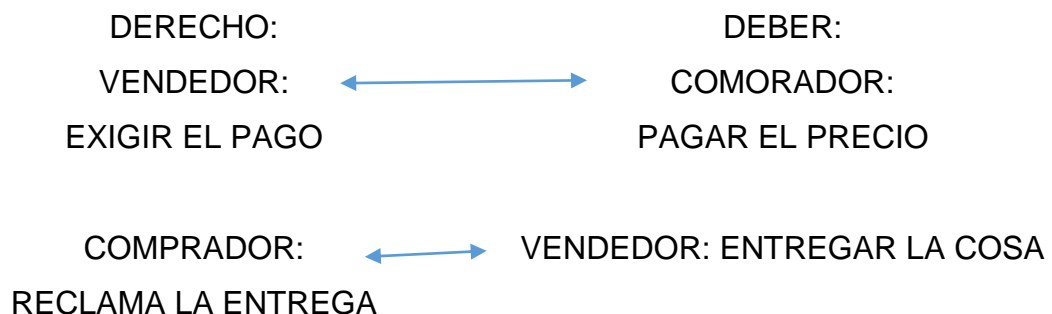 DERECHO: DEBER:
VENDEDOR: COMORADOR:
EXIGIR EL PAGO PAGAR EL PRECIO
COMPRADOR: VENDEDOR: ENTREGAR LA COSA
RECLAMA LA ENTREGA